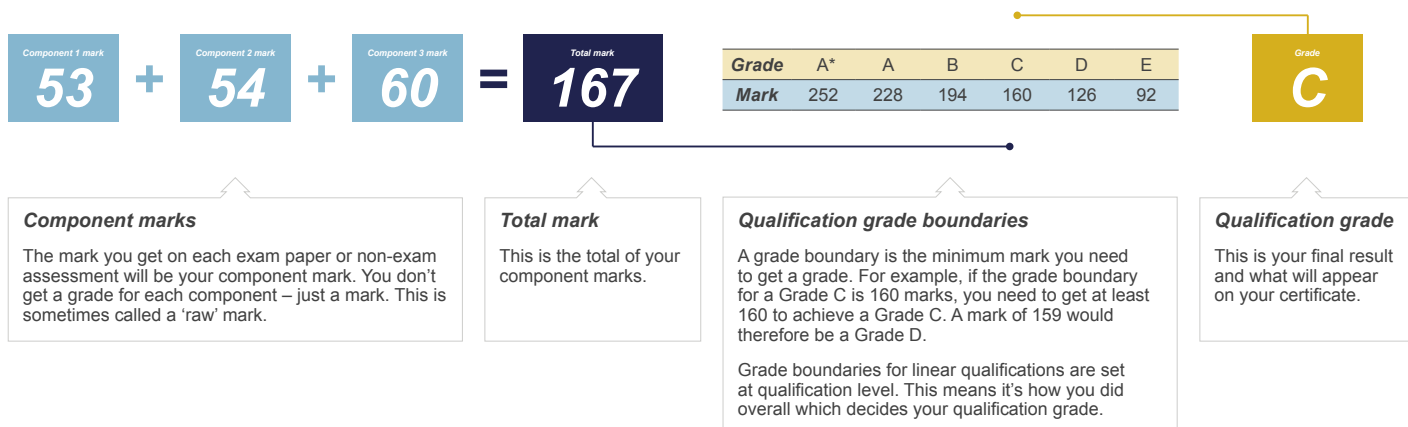 Component 1 mark
53
+
Component 2 mark
54
+
Component 3 mark
60
=
Total mark
167
Grade A* A B C D E
Mark 252 228 194 160 126 92
Grade
C
Component marks
The mark you get on each exam paper or non-exam
assessment will be your component mark. You don’t
get a grade for each component – just a mark. This is
sometimes called a ‘raw’ mark.
Total mark
This is the total of your
component marks.
Qualification grade boundaries
A grade boundary is the minimum mark you need
to get a grade. For example, if the grade boundary
for a Grade C is 160 marks, you need to get at least
160 to achieve a Grade C. A mark of 159 would
therefore be a Grade D.
Grade boundaries for linear qualifications are set
at qualification level. This means it’s how you did
overall which decides your qualification grade.
Qualification grade
This is your final result
and what will appear
on your certificate.